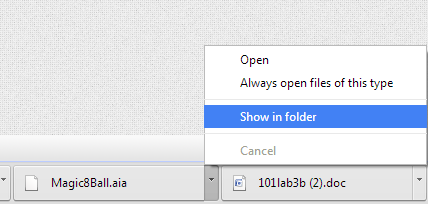 Open
Always open files of this type
Show in folder
Cancel
Magic8Ball.aia
101lab3b (2).doc